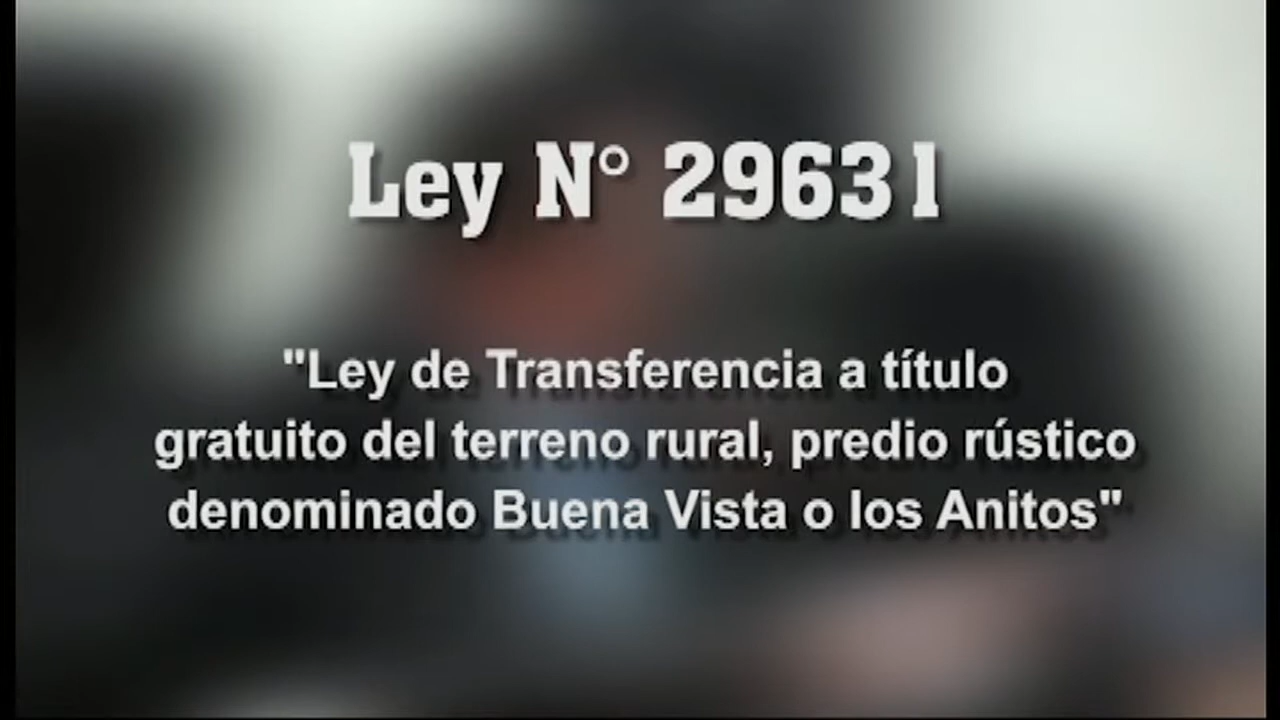 Ley N° 29631
"Ley de Transferencia a título
gratuito del terreno rural, predio rústico
denominado Buena Vista o los Anitos"